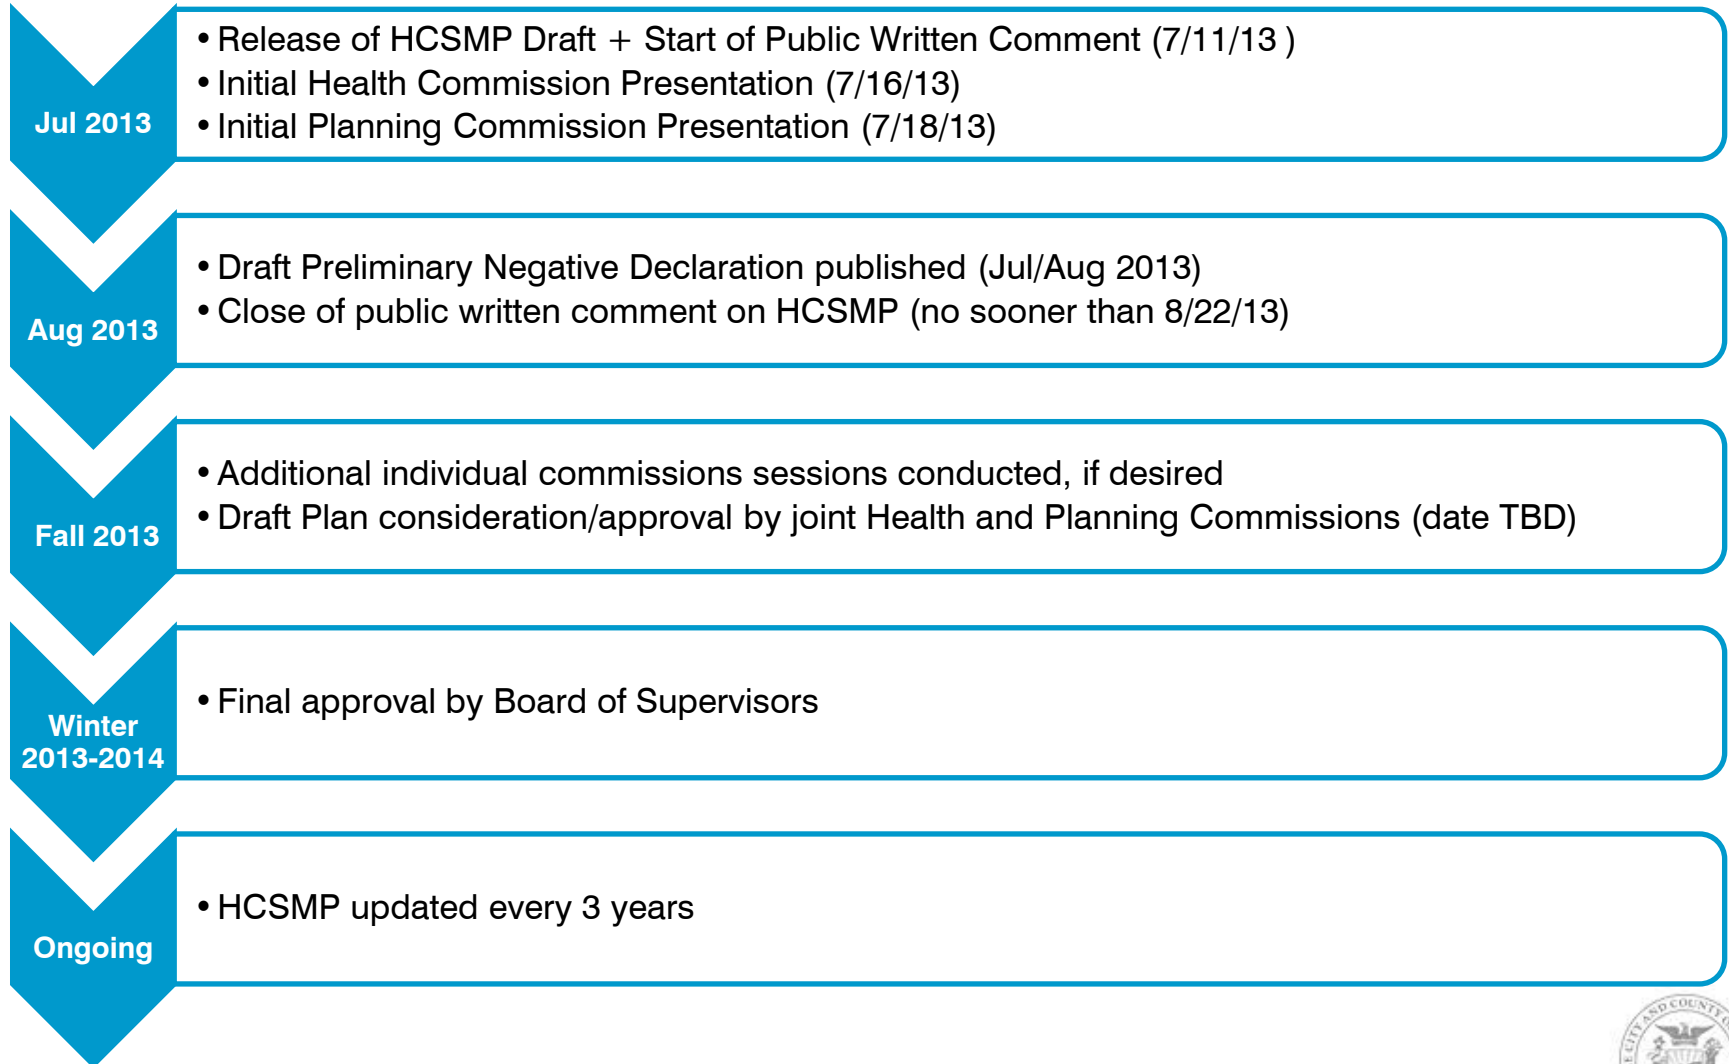 Jul 2013
• Release of HCSMP Draft + Start of Public Written Comment (7/11/13 )
• Initial Health Commission Presentation (7/16/13)
• Initial Planning Commission Presentation (7/18/13)
Aug 2013
• Draft Preliminary Negative Declaration published (Jul/Aug 2013)
• Close of public written comment on HCSMP (no sooner than 8/22/13)
Fall 2013
• Additional individual commissions sessions conducted, if desired
• Draft Plan consideration/approval by joint Health and Planning Commissions (date TBD)
Winter
2013-2014
• Final approval by Board of Supervisors
Ongoing
• HCSMP updated every 3 years
CITY AND COUNTY O